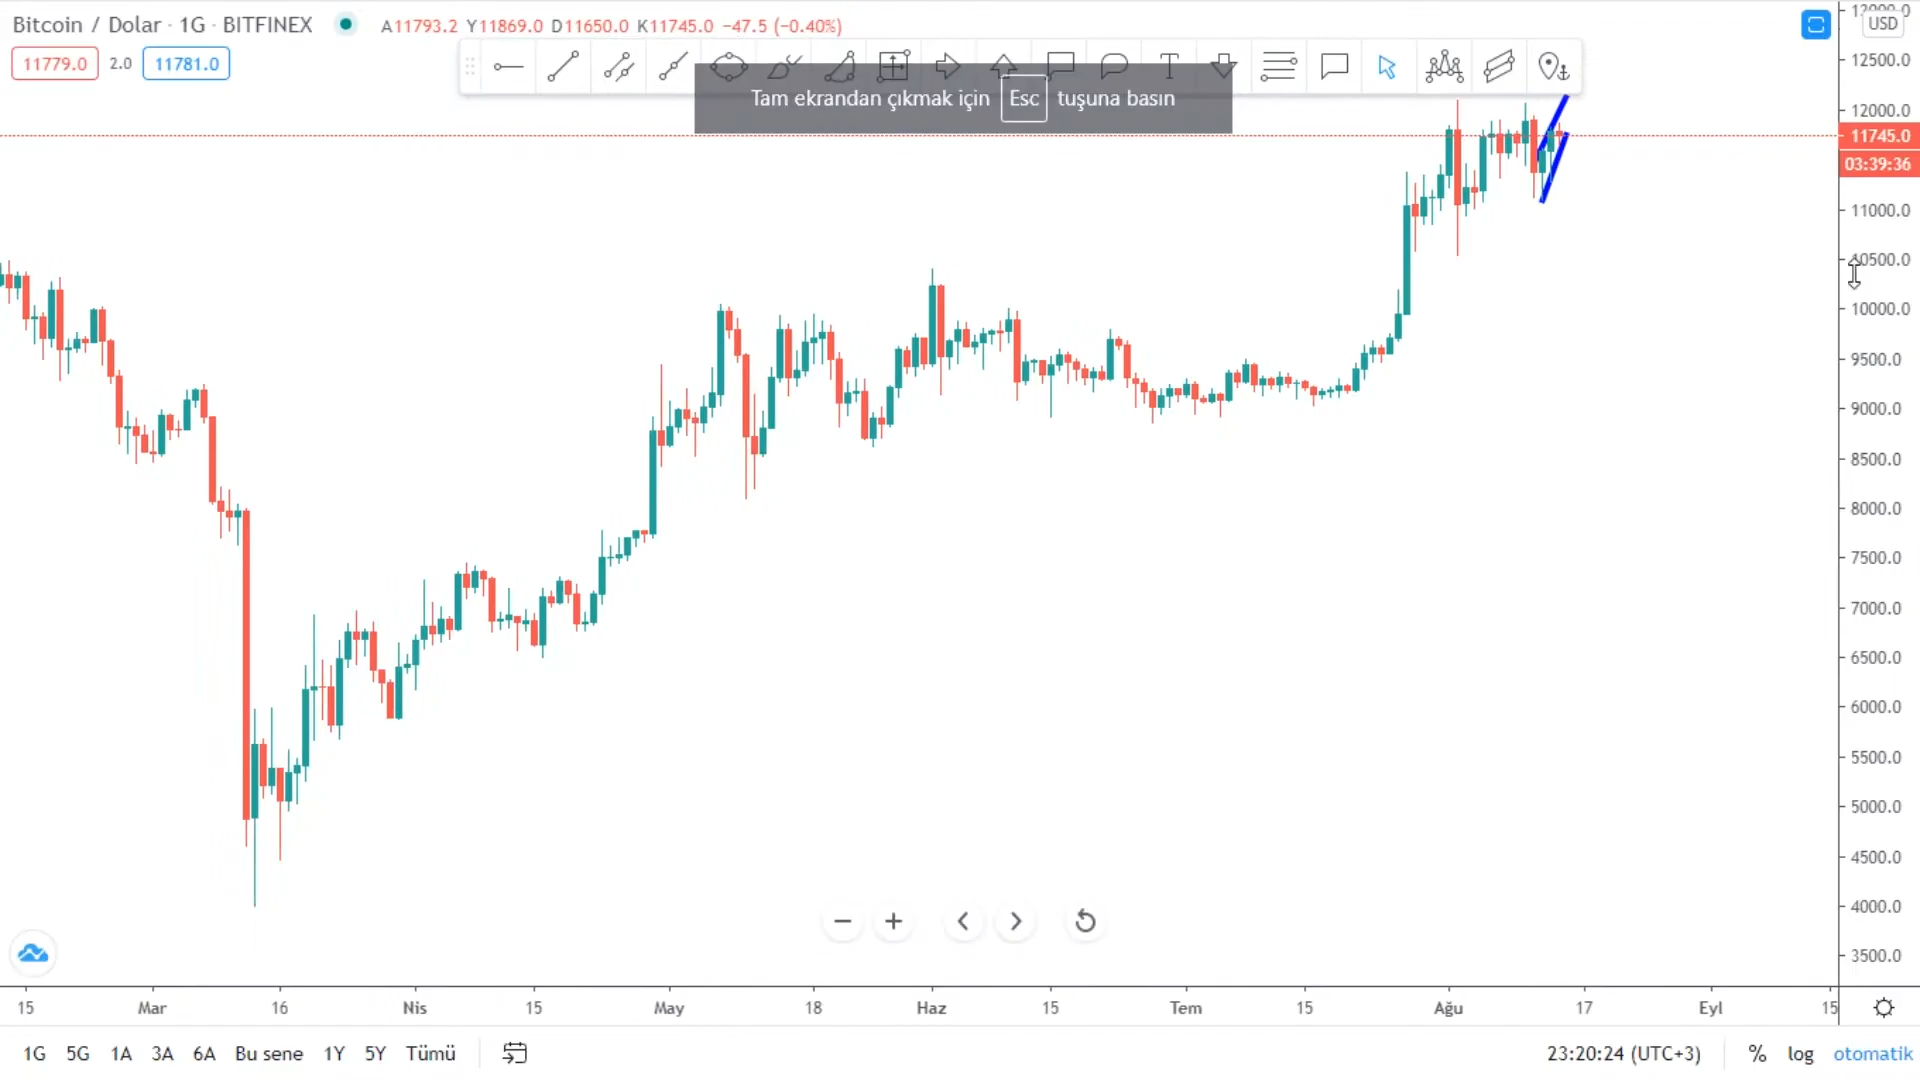 Bitcoin / Dolar · 1G · BITFINEX A11793.2 Y11869.0 D11650.0 K11745.0 −47.5 (−0.40%)
11779.0 2.0 11781.0
Tam ekrandan çıkmak için Esc tuşuna basın
T
USD
12500.0
12000.0
11745.0
03:39:36
11000.0
10500.0
10000.0
9500.0
9000.0
8500.0
8000.0
7500.0
7000.0
6500.0
6000.0
5500.0
5000.0
4500.0
4000.0
3500.0
15 Mar 16 Nis 15 May 18 Haz 15 Tem 15 Ağu 17 Eyl 15
1G 5G 1A 3A 6A Bu sene 1Y 5Y Tümü 23:20:24 (UTC+3) % log otomatik